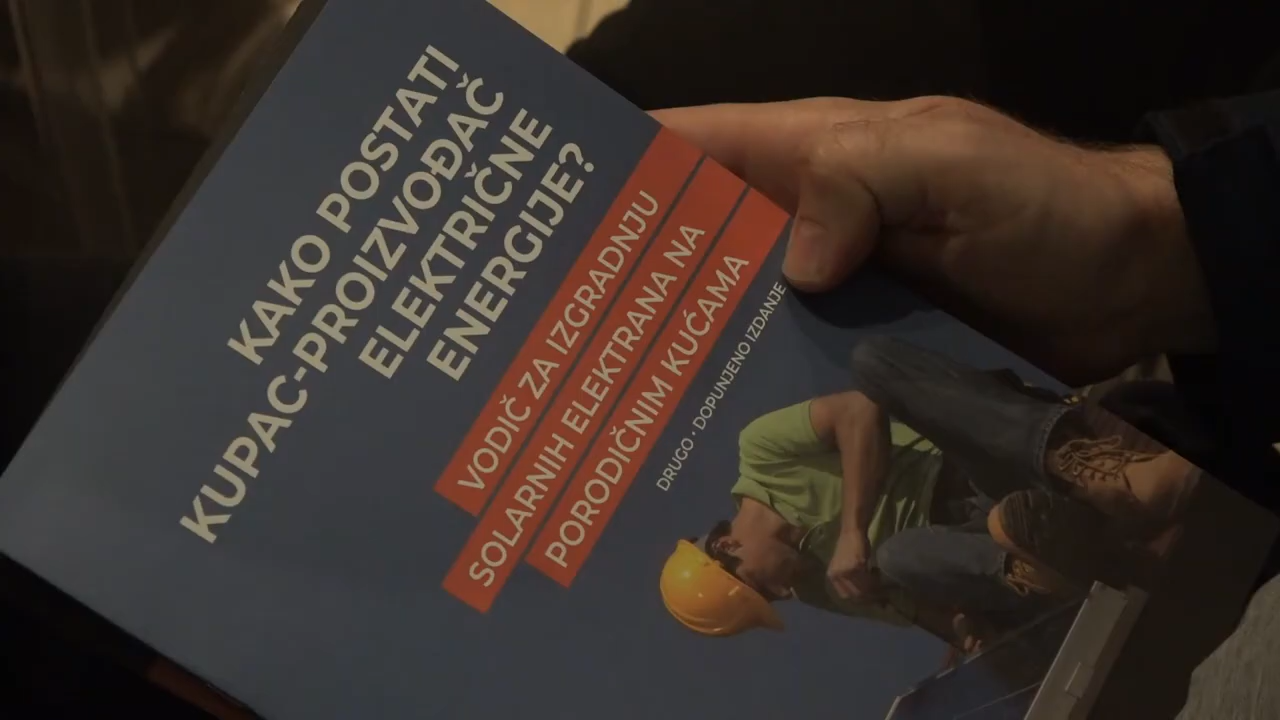 KAKO POSTATI
KUPAC-PROIZVOĐAČ
ELEKTRIČNE
ENERGIJE?
VODIČ ZA IZGRADNJU
SOLARNIH ELEKTRANA NA
PORODIČNIM KUĆAMA
DRUGO • DOPUNJENO IZDANJE